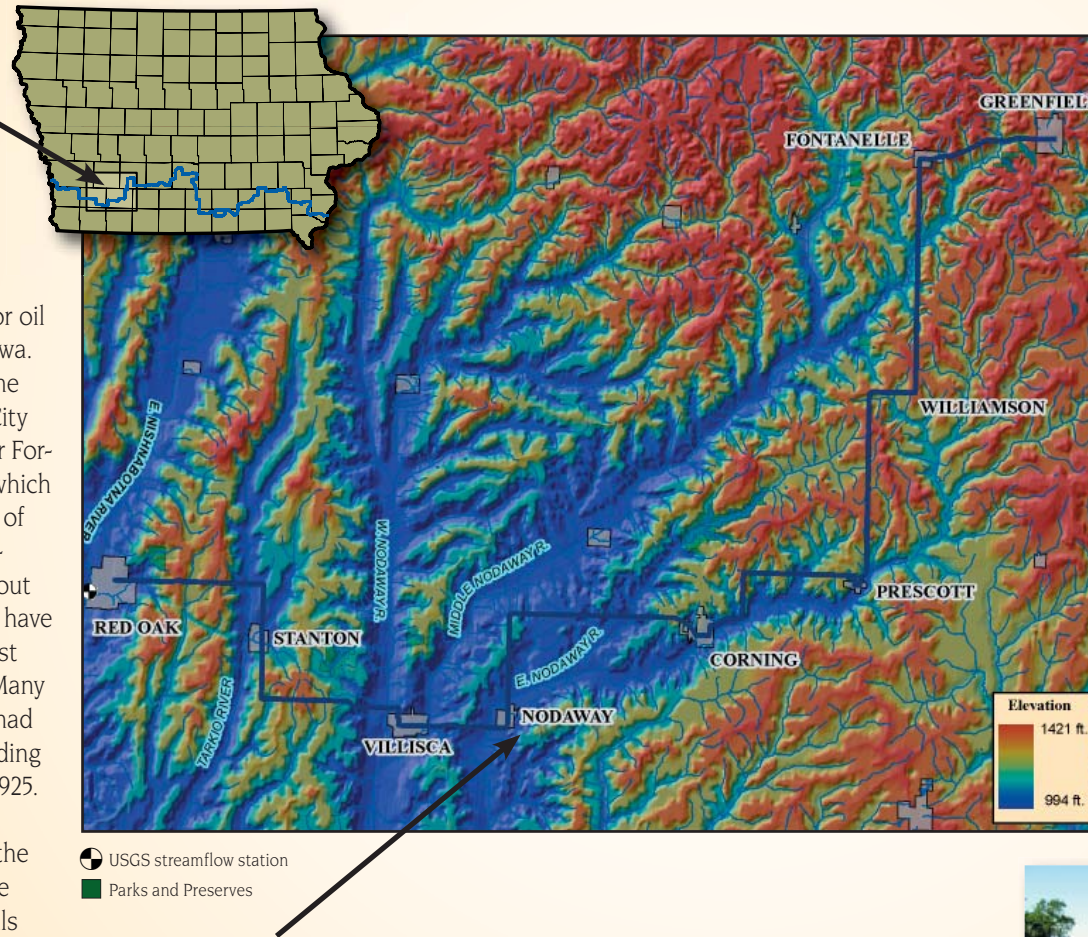 or oil
wa.
ne
City
r For-
which
of
-
out
have
st
Many
had
ding
925.
the
e
ls
GREENFIEL
FONTANELLE
WILLIAMSON
E. NISHNABOTNA RIVER
W. NODAWAY R.
MIDDLE NODAWAY R.
PRESCOTT
RED OAK
STANTON
CORNING
E. NODAWAY R.
TARKIO RIVER
NODAWAY
VILLISCA
Elevation
1421 ft.
994 ft.
USGS streamflow station
Parks and Preserves